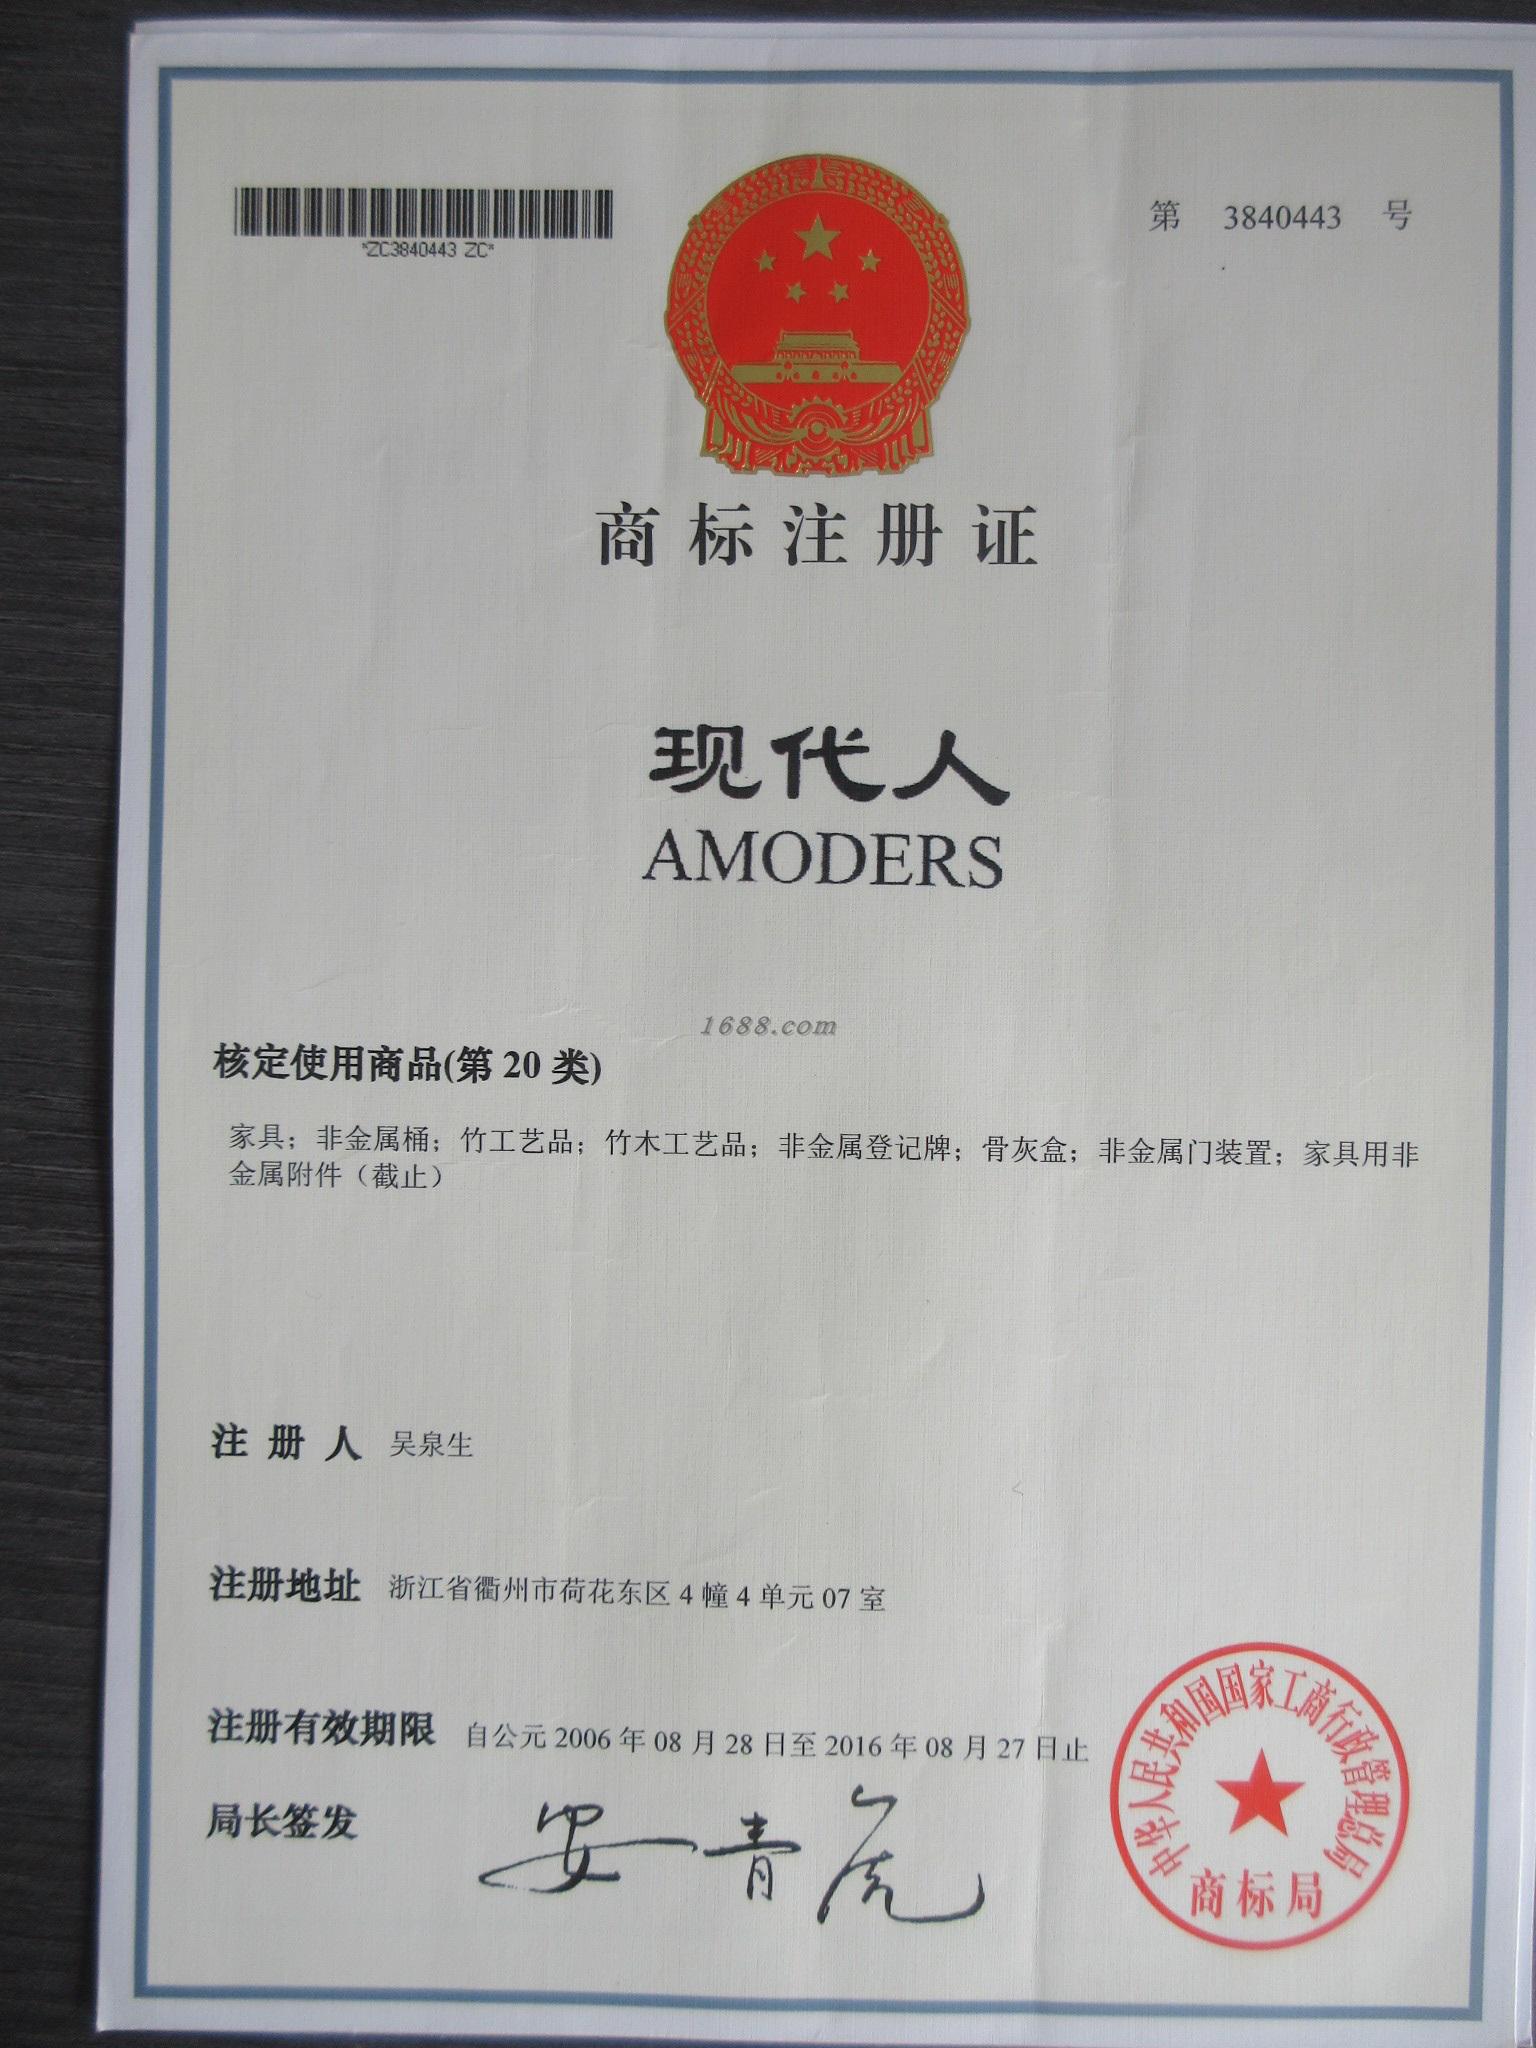 *ZC3840443 ZC*
第 3840443 号
商标注册证
现代人
AMODERS
1688.com
核定使用商品(第 20 类)
家具；非金属桶；竹工艺品；竹木工艺品；非金属登记牌；骨灰盒；非金属门装置；家具用非
金属附件（截止）
注 册 人 吴泉生
注册地址 浙江省衢州市荷花东区 4 幢 4 单元 07 室
注册有效期限 自公元 2006 年 08 月 28 日至 2016 年 08 月 27 日止
局长签发 安青虎
中华人民共和国国家工商行政管理总局
商标局